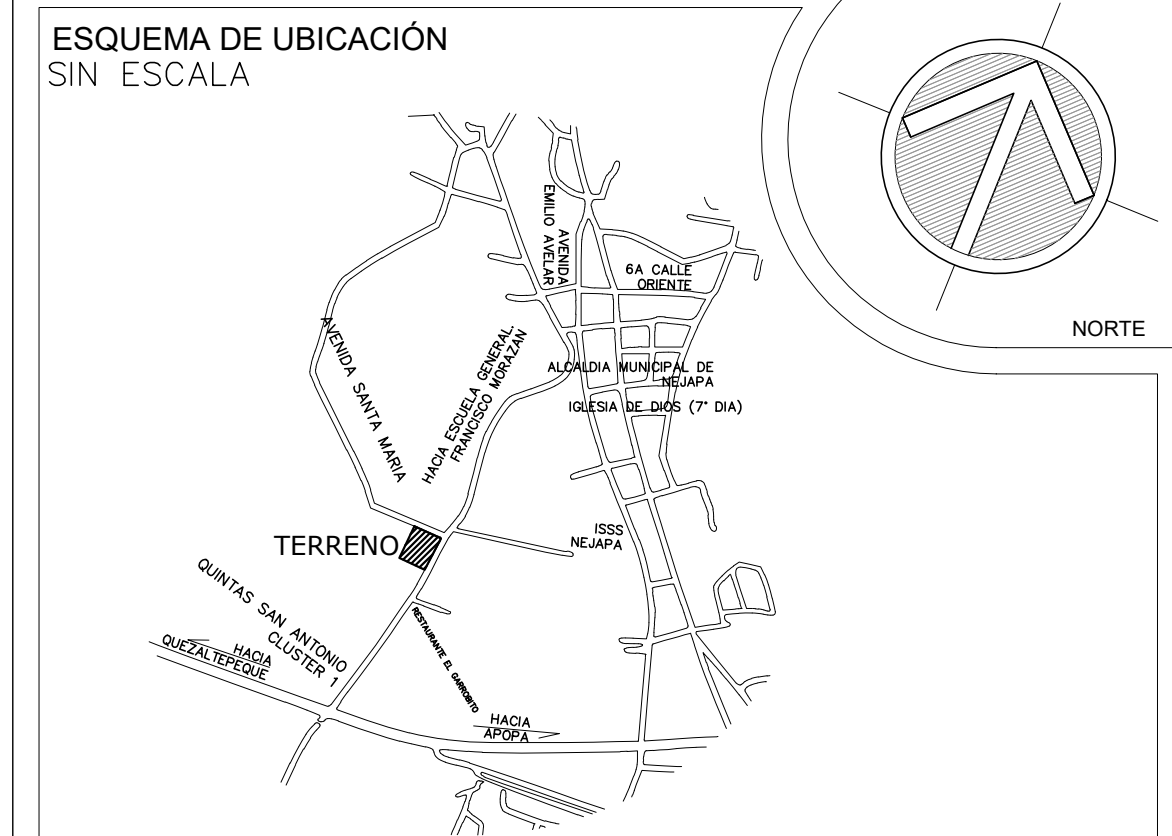 ESQUEMA DE UBICACIÓN
SIN ESCALA
NORTE
AVENIDA
EMILIO AVELAR
6A CALLE
ORIENTE
AVENIDA SANTA MARIA
HACIA ESCUELA GENERAL.
FRANCISCO MORAZAN
ALCALDIA MUNICIPAL DE
NEJAPA
IGLESIA DE DIOS (7° DIA)
ISSS
NEJAPA
TERRENO
QUINTAS SAN ANTONIO
CLUSTER 1
HACIA
QUEZALTEPEQUE
RESTAURANTE EL GARROBITO
HACIA
APOPA